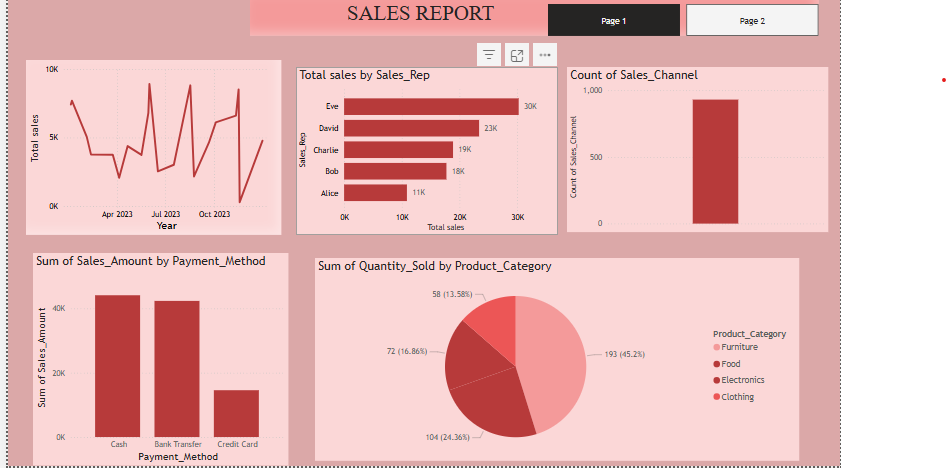 SALES REPORT
Page 1
Page 2
10K
5K
0K
Total sales
Apr 2023
Jul 2023
Oct 2023
Year
Total sales by Sales_Rep
Sales_Rep
Eve
30K
David
23K
Charlie
19K
Bob
18K
Alice
11K
0K
10K
20K
30K
Total sales
Count of Sales_Channel
Count of Sales_Channel
1,000
500
0
Sum of Sales_Amount by Payment_Method
Sum of Sales_Amount
40K
20K
0K
Cash
Bank Transfer
Credit Card
Payment_Method
Sum of Quantity_Sold by Product_Category
58 (13.58%)
72 (16.86%)
104 (24.36%)
193 (45.2%)
Product_Category
Furniture
Food
Electronics
Clothing